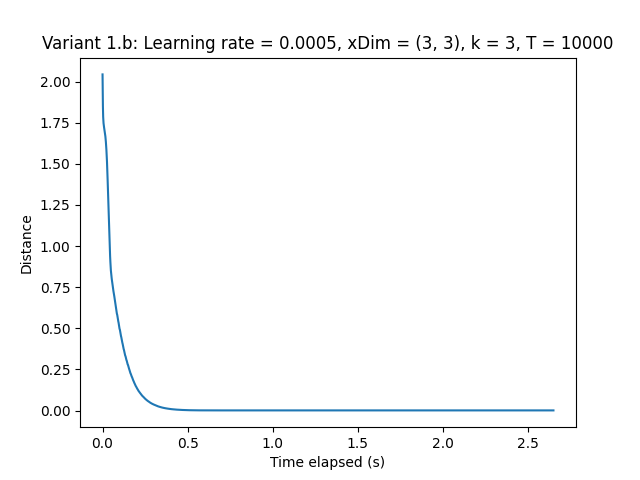 Variant 1.b: Learning rate = 0.0005, xDim = (3, 3), k = 3, T = 10000
2.00
1.75
1.50
1.25
1.00
0.75
0.50
0.25
0.00
Distance
0.0 0.5 1.0 1.5 2.0 2.5
Time elapsed (s)